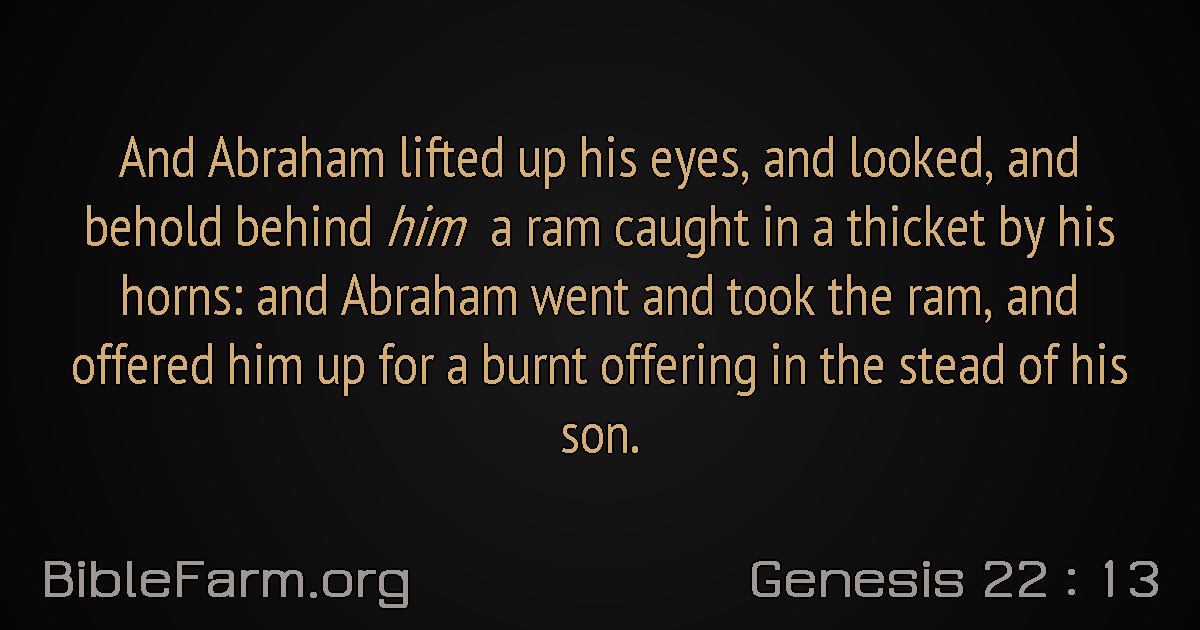 And Abraham lifted up his eyes, and looked, and
behold behind him a ram caught in a thicket by his
horns: and Abraham went and took the ram, and
offered him up for a burnt offering in the stead of his
son.
BibleFarm.org
Genesis 22 : 13